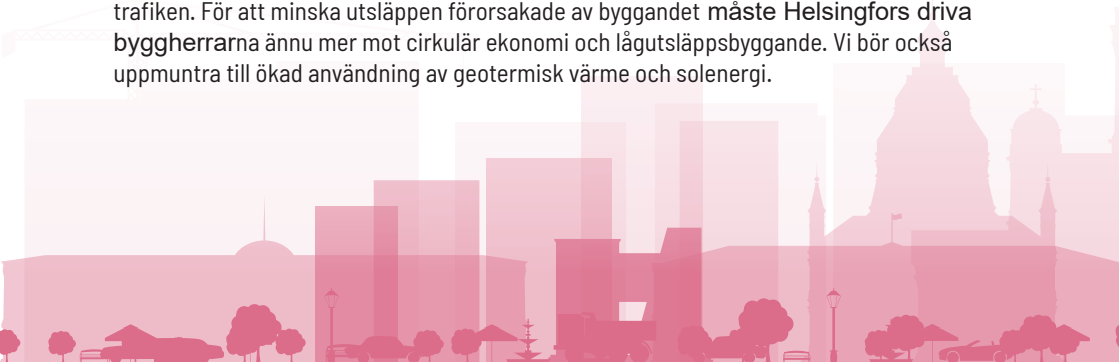 trafiken. För att minska utsläppen förorsakade av byggandet måste Helsingfors driva
byggherrarna ännu mer mot cirkulär ekonomi och lågutsläppsbyggande. Vi bör också
uppmuntra till ökad användning av geotermisk värme och solenergi.